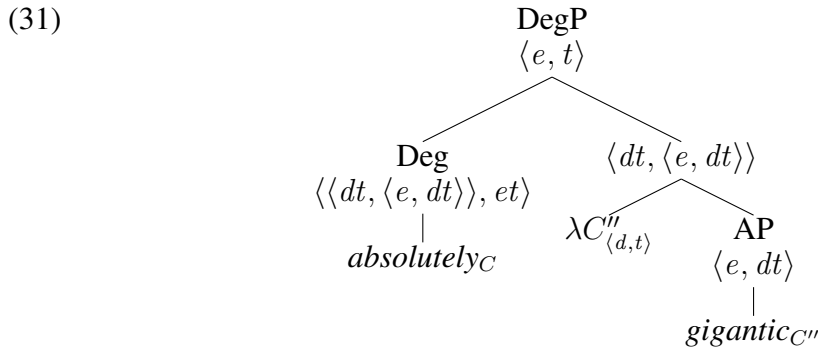 (31)
DegP
⟨e, t⟩
Deg
⟨⟨dt, ⟨e, dt⟩⟩, et⟩
absolutely_C
⟨dt, ⟨e, dt⟩⟩
λC″_⟨d,t⟩
AP
⟨e, dt⟩
gigantic_C″